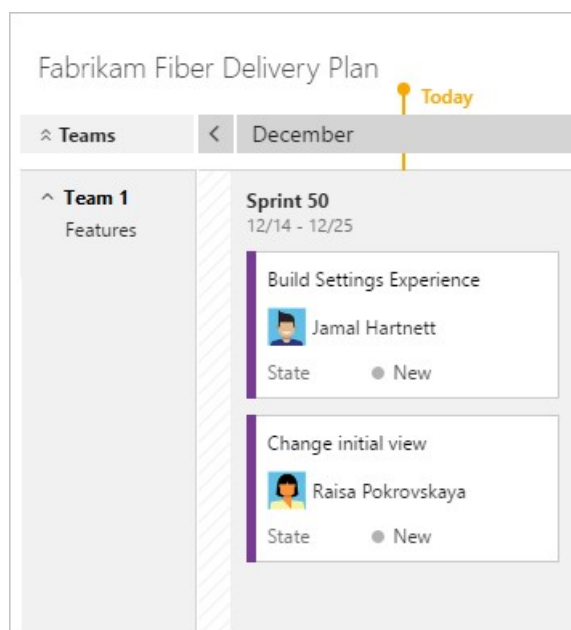 Fabrikam Fiber Delivery Plan
Today
Teams
December
Team 1
Features
Sprint 50
12/14 - 12/25
Build Settings Experience
Jamal Hartnett
State New
Change initial view
Raisa Pokrovskaya
State New